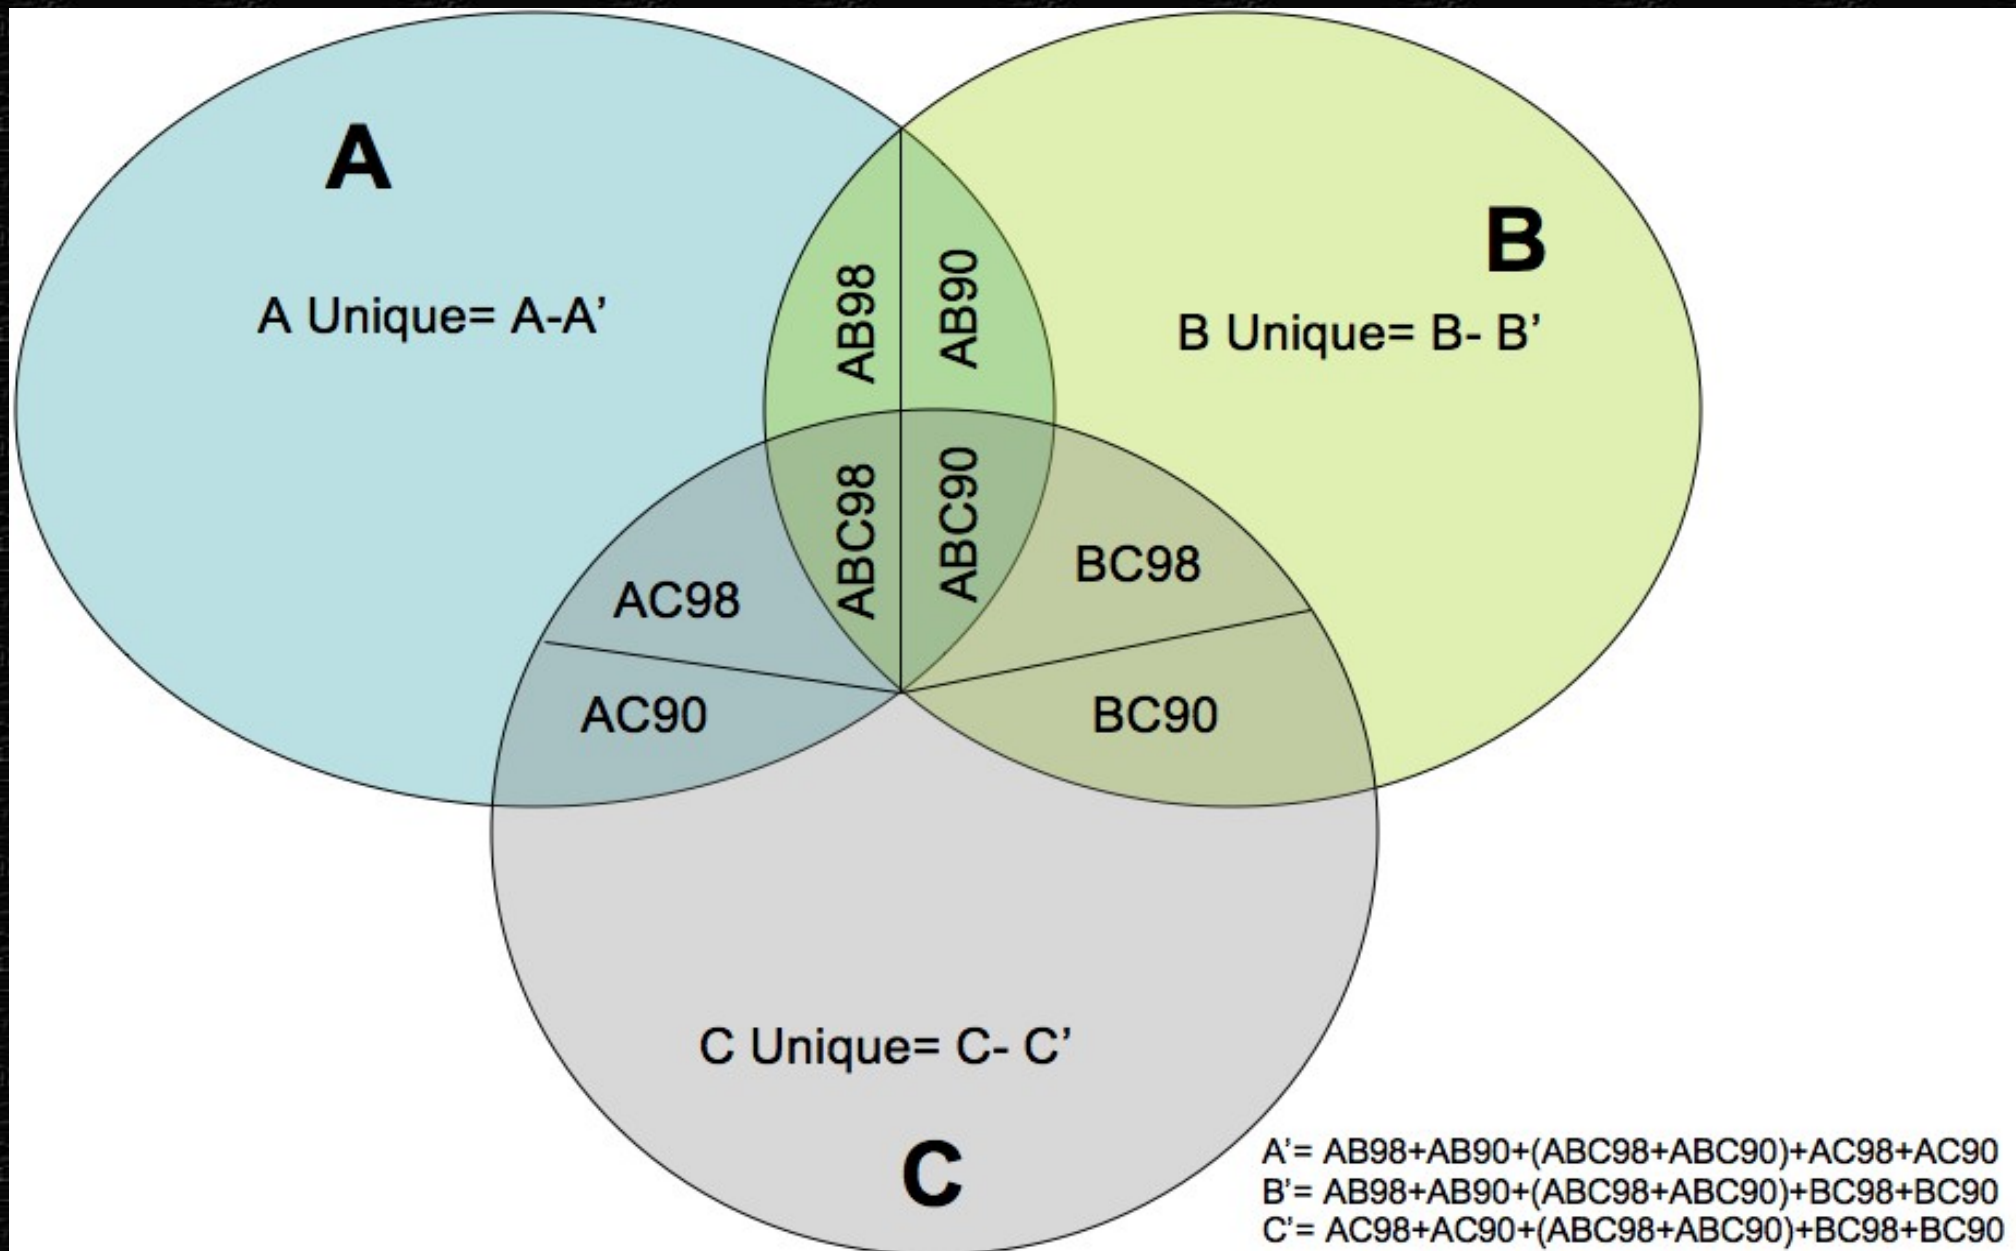 A
B
A Unique= A-A’
B Unique= B- B’
AB98
AB90
ABC98
ABC90
AC98
BC98
AC90
BC90
C Unique= C- C’
C
A’= AB98+AB90+(ABC98+ABC90)+AC98+AC90
B’= AB98+AB90+(ABC98+ABC90)+BC98+BC90
C’= AC98+AC90+(ABC98+ABC90)+BC98+BC90